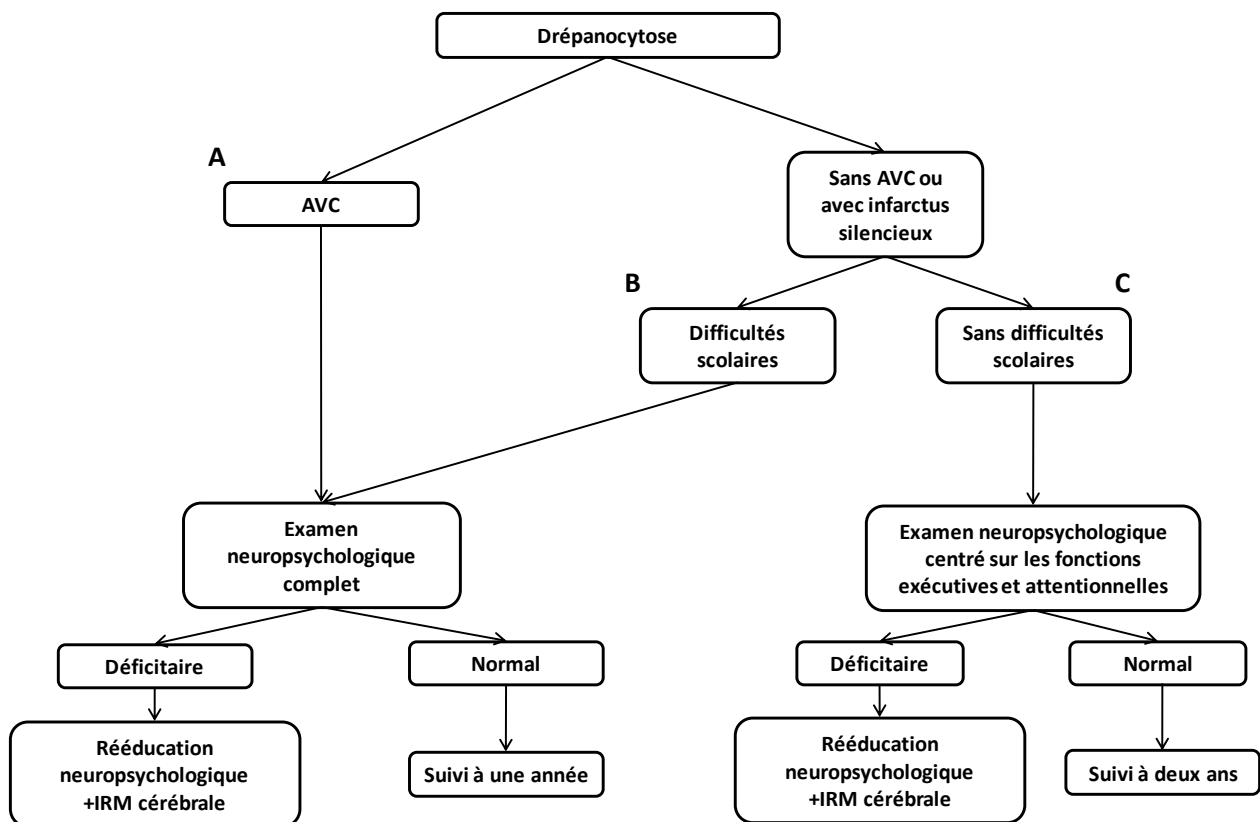 Drépanocytose
A
AVC
Sans AVC ou
avec infarctus
silencieux
B
Difficultés
scolaires
C
Sans difficultés
scolaires
Examen
neuropsychologique
complet
Examen neuropsychologique
centré sur les fonctions
exécutives et attentionnelles
Déficitaire
Normal
Déficitaire
Normal
Rééducation
neuropsychologique
+IRM cérébrale
Suivi à une année
Rééducation
neuropsychologique
+IRM cérébrale
Suivi à deux ans